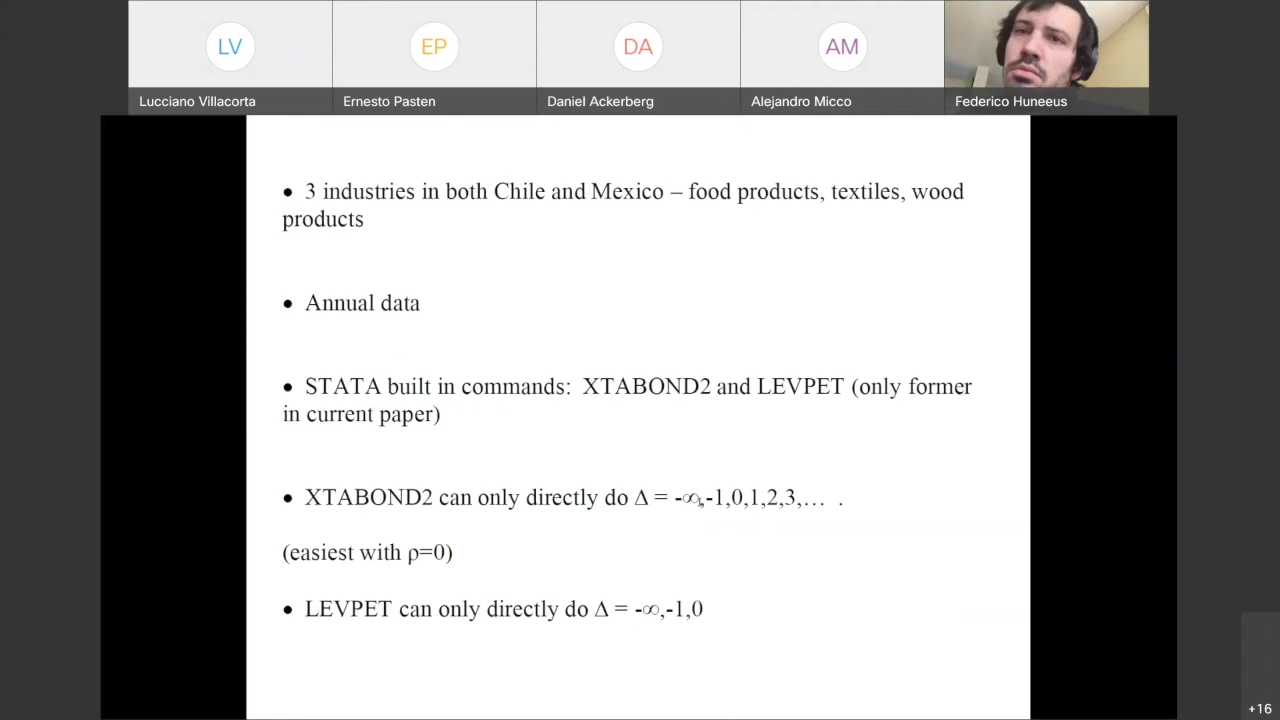 LV
EP
DA
AM
Lucciano Villacorta
Ernesto Pasten
Daniel Ackerberg
Alejandro Micco
Federico Huneeus
• 3 industries in both Chile and Mexico – food products, textiles, wood
products
• Annual data
• STATA built in commands: XTABOND2 and LEVPET (only former
in current paper)
• XTABOND2 can only directly do Δ = -∞,-1,0,1,2,3,… .
(easiest with ρ=0)
• LEVPET can only directly do Δ = -∞,-1,0
+16